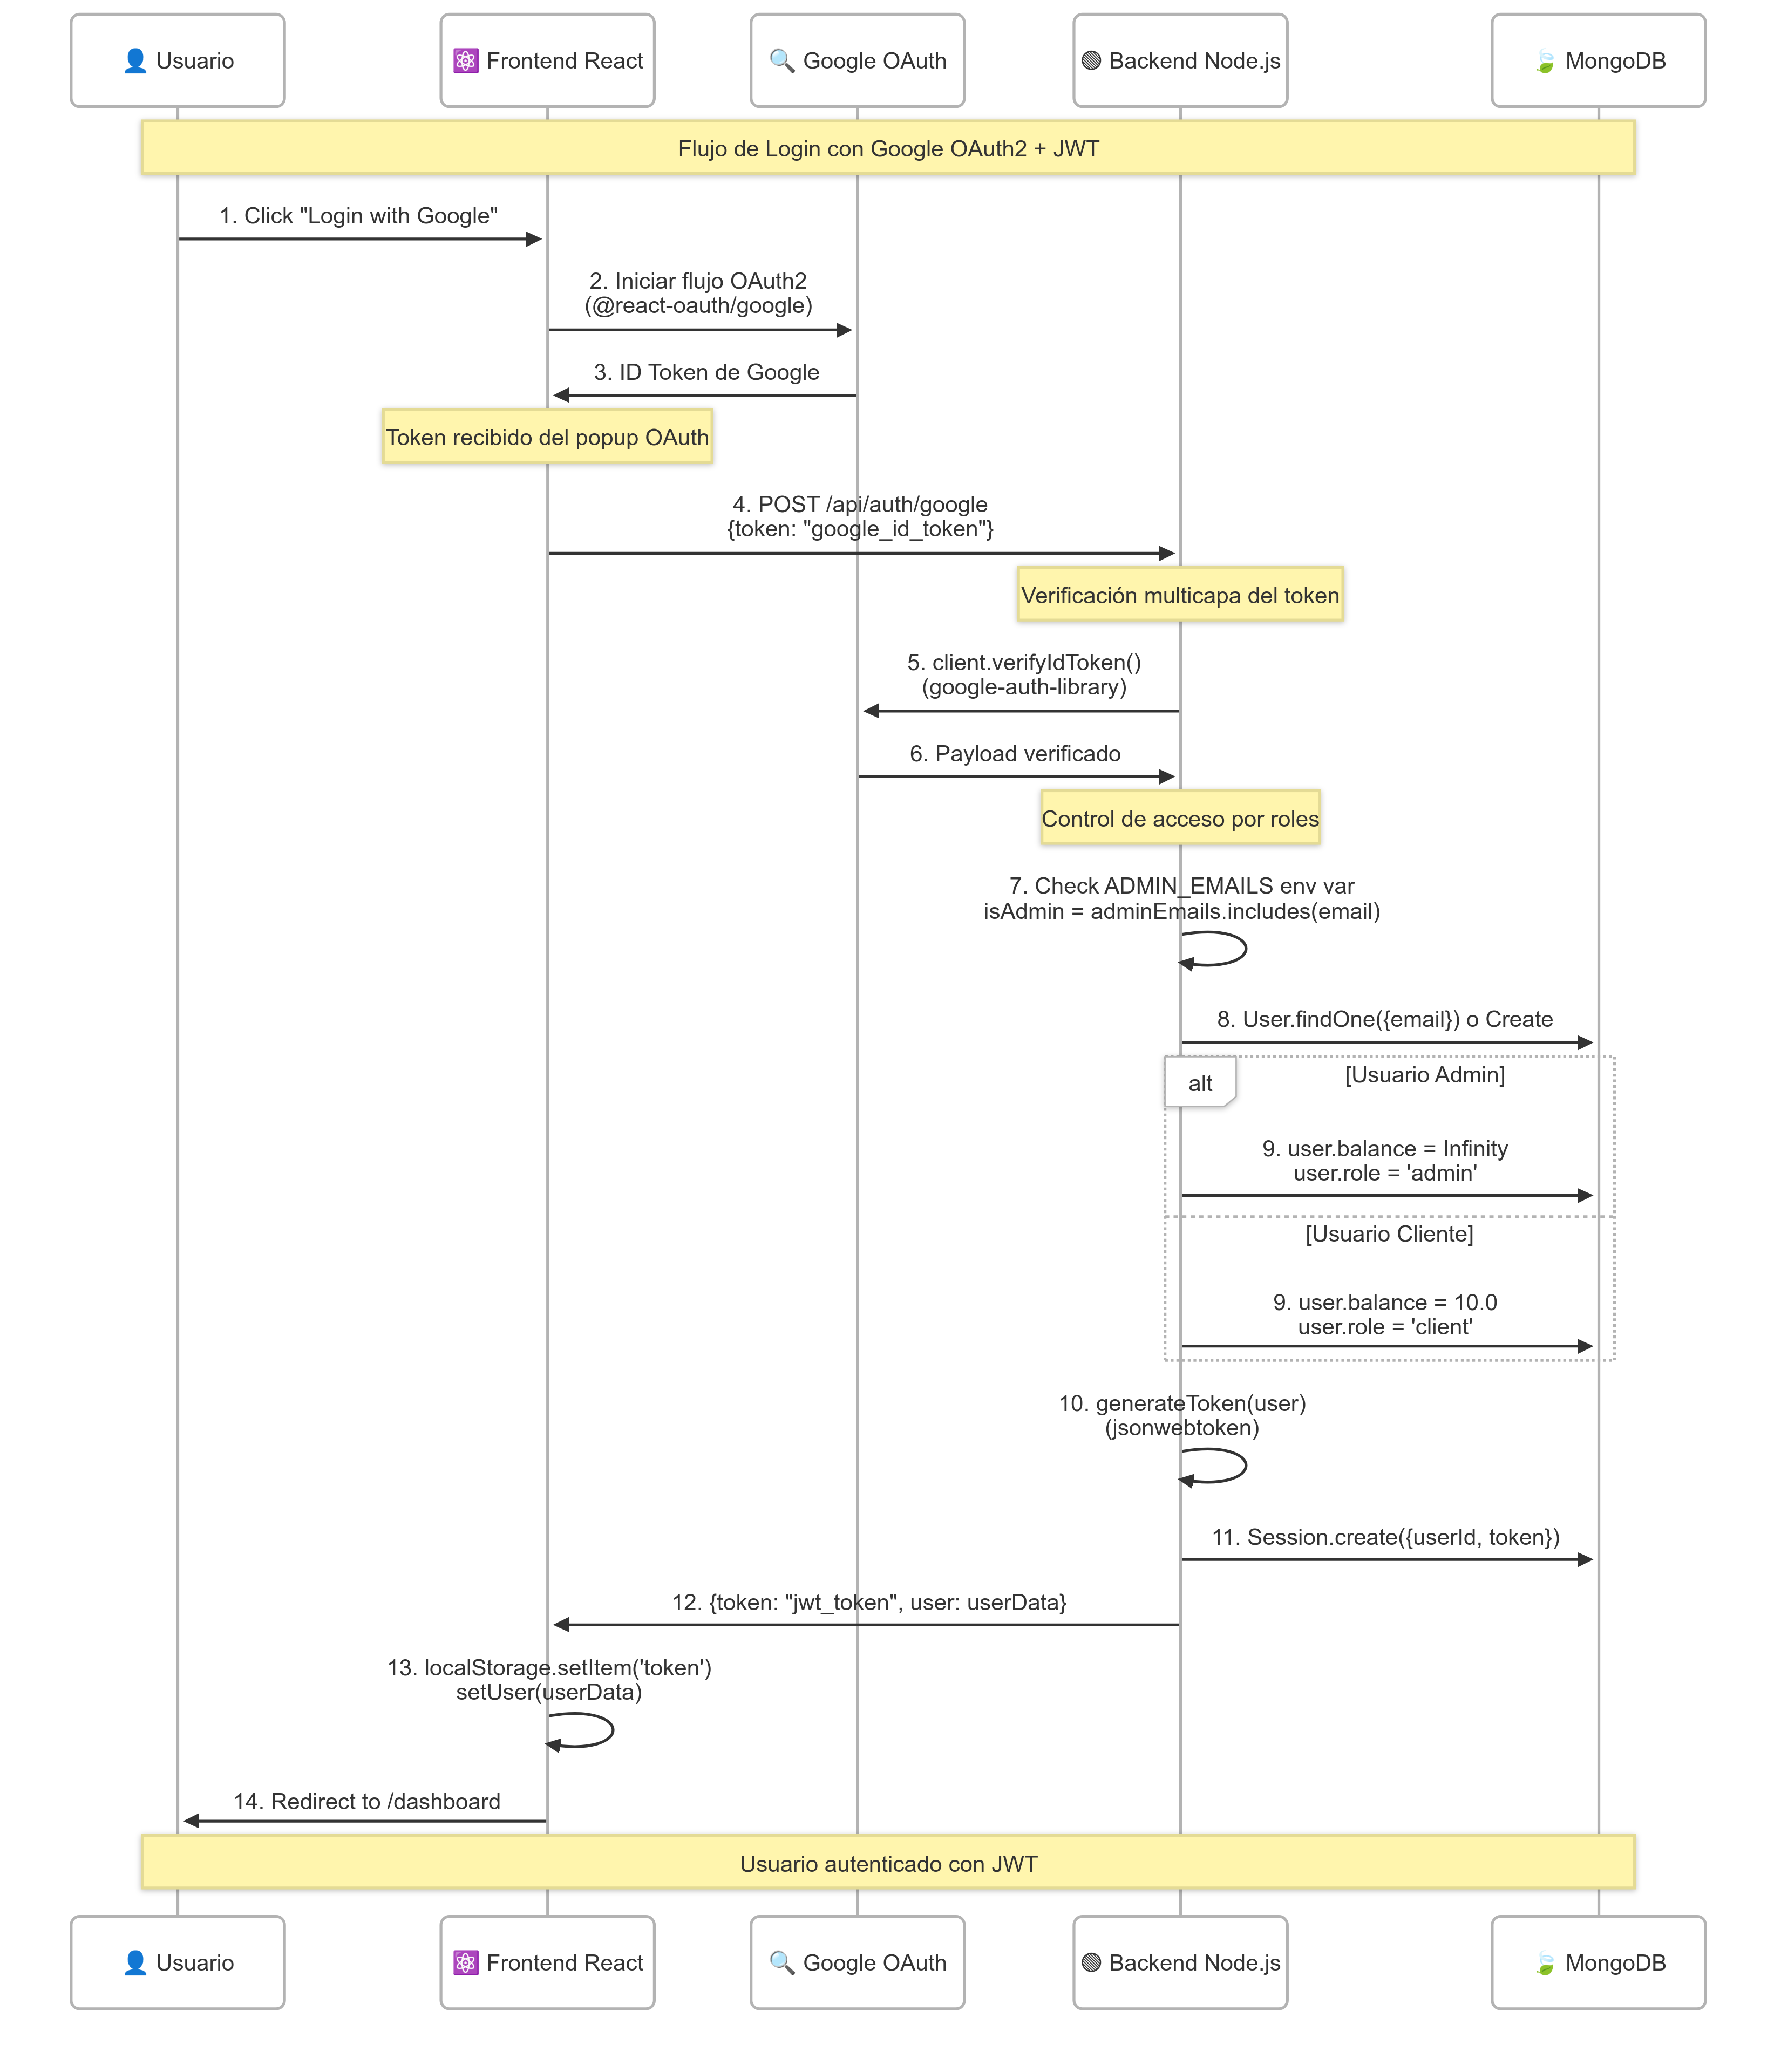 👤 Usuario
⚛️ Frontend React
🔍 Google OAuth
🟢 Backend Node.js
🍃 MongoDB
Flujo de Login con Google OAuth2 + JWT
1. Click "Login with Google"
2. Iniciar flujo OAuth2
(@react-oauth/google)
3. ID Token de Google
Token recibido del popup OAuth
4. POST /api/auth/google
{token: "google_id_token"}
Verificación multicapa del token
5. client.verifyIdToken()
(google-auth-library)
6. Payload verificado
Control de acceso por roles
7. Check ADMIN_EMAILS env var
isAdmin = adminEmails.includes(email)
8. User.findOne({email}) o Create
alt
[Usuario Admin]
9. user.balance = Infinity
user.role = 'admin'
[Usuario Cliente]
9. user.balance = 10.0
user.role = 'client'
10. generateToken(user)
(jsonwebtoken)
11. Session.create({userId, token})
12. {token: "jwt_token", user: userData}
13. localStorage.setItem('token')
setUser(userData)
14. Redirect to /dashboard
Usuario autenticado con JWT
👤 Usuario
⚛️ Frontend React
🔍 Google OAuth
🟢 Backend Node.js
🍃 MongoDB